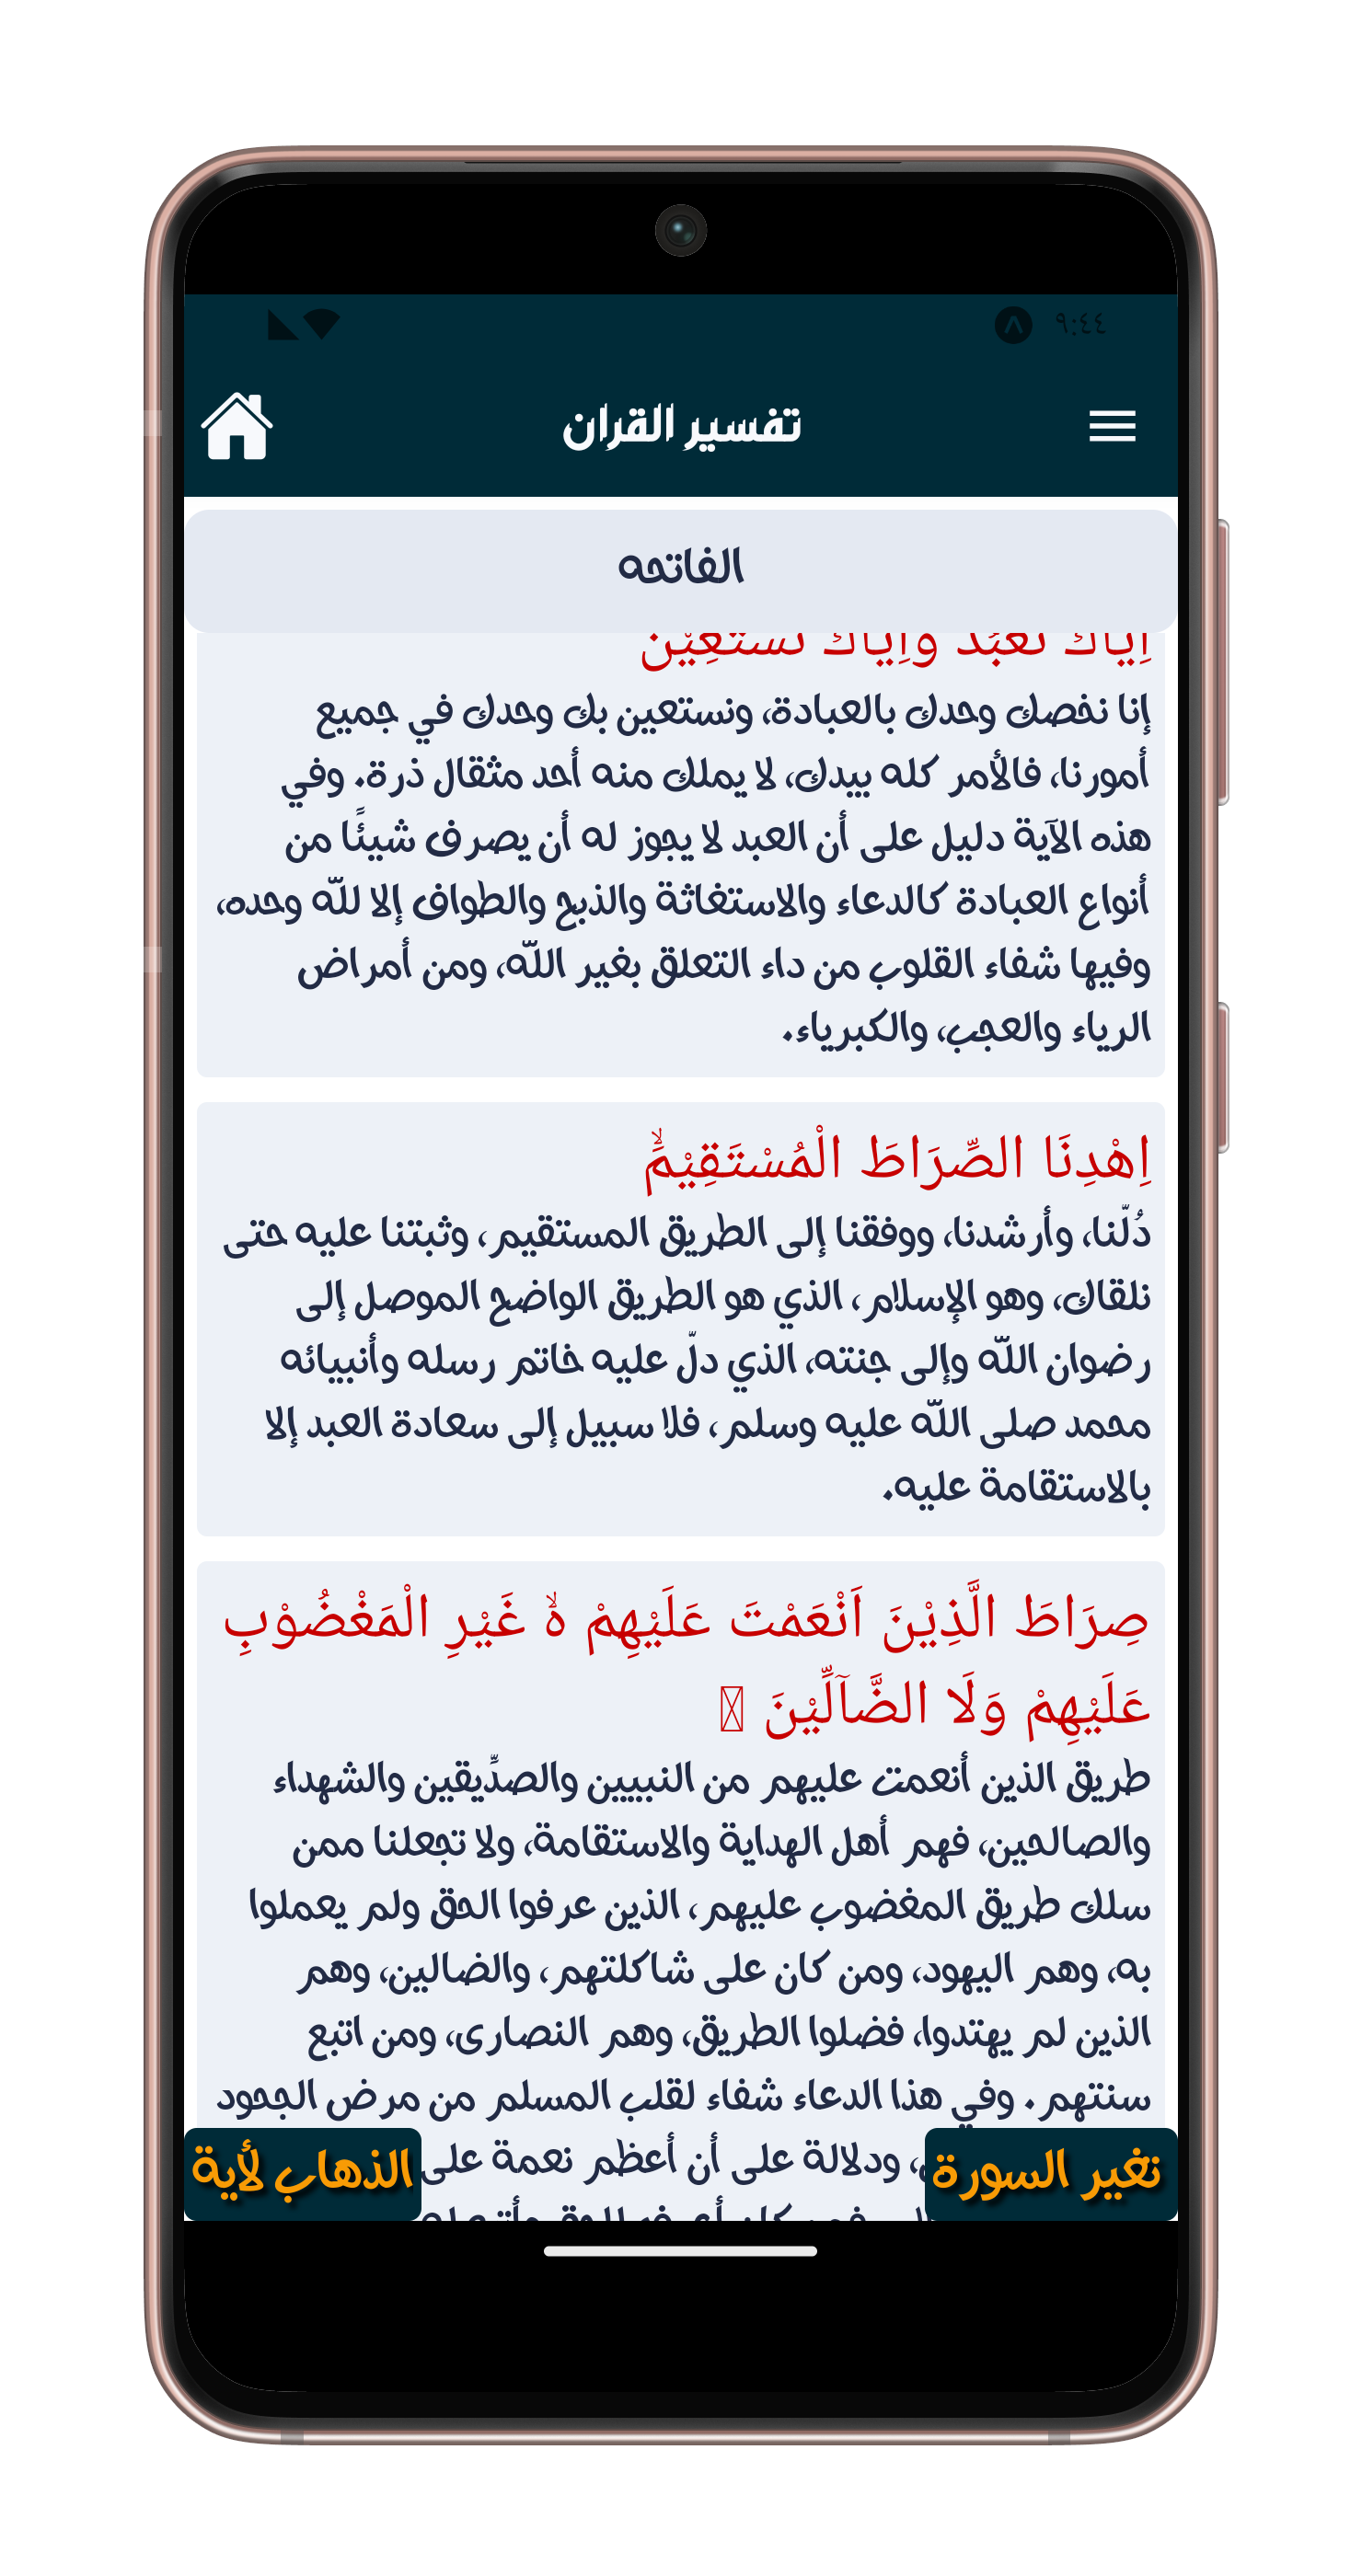 ٩:٤٤
تفسير القران
الفاتحه
اِيَّاكَ نَعْبُدُ وَاِيَّاكَ نَسْتَعِيْنُ
إنا نخصك وحدك بالعبادة، ونستعين بك وحدك في جميع
أمورنا، فالأمر كله بيدك، لا يملك منه أحد مثقال ذرة. وفي
هذه الآية دليل على أن العبد لا يجوز له أن يصرف شيئًا من
أنواع العبادة كالدعاء والاستغاثة والذبح والطواف إلا لله وحده،
وفيها شفاء القلوب من داء التعلق بغير الله، ومن أمراض
الرياء والعجب، والكبرياء.
اِهْدِنَا الصِّرَاطَ الْمُسْتَقِيْمَۙ
دُلَّنا، وأرشدنا، ووفقنا إلى الطريق المستقيم، وثبتنا عليه حتى
نلقاك، وهو الإسلام، الذي هو الطريق الواضح الموصل إلى
رضوان الله وإلى جنته، الذي دلّ عليه خاتم رسله وأنبيائه
محمد صلى الله عليه وسلم، فلا سبيل إلى سعادة العبد إلا
بالاستقامة عليه.
صِرَاطَ الَّذِيْنَ اَنْعَمْتَ عَلَيْهِمْ ەۙ غَيْرِ الْمَغْضُوْبِ
عَلَيْهِمْ وَلَا الضَّاۤلِّيْنَ
طريق الذين أنعمت عليهم من النبيين والصدِّيقين والشهداء
والصالحين، فهم أهل الهداية والاستقامة، ولا تجعلنا ممن
سلك طريق المغضوب عليهم، الذين عرفوا الحق ولم يعملوا
به، وهم اليهود، ومن كان على شاكلتهم، والضالين، وهم
الذين لم يهتدوا، فضلوا الطريق، وهم النصارى، ومن اتبع
سنتهم. وفي هذا الدعاء شفاء لقلب المسلم من مرض الجحود
ودلالة على أن أعظم نعمة على
تغير السورة
الذهاب لأية